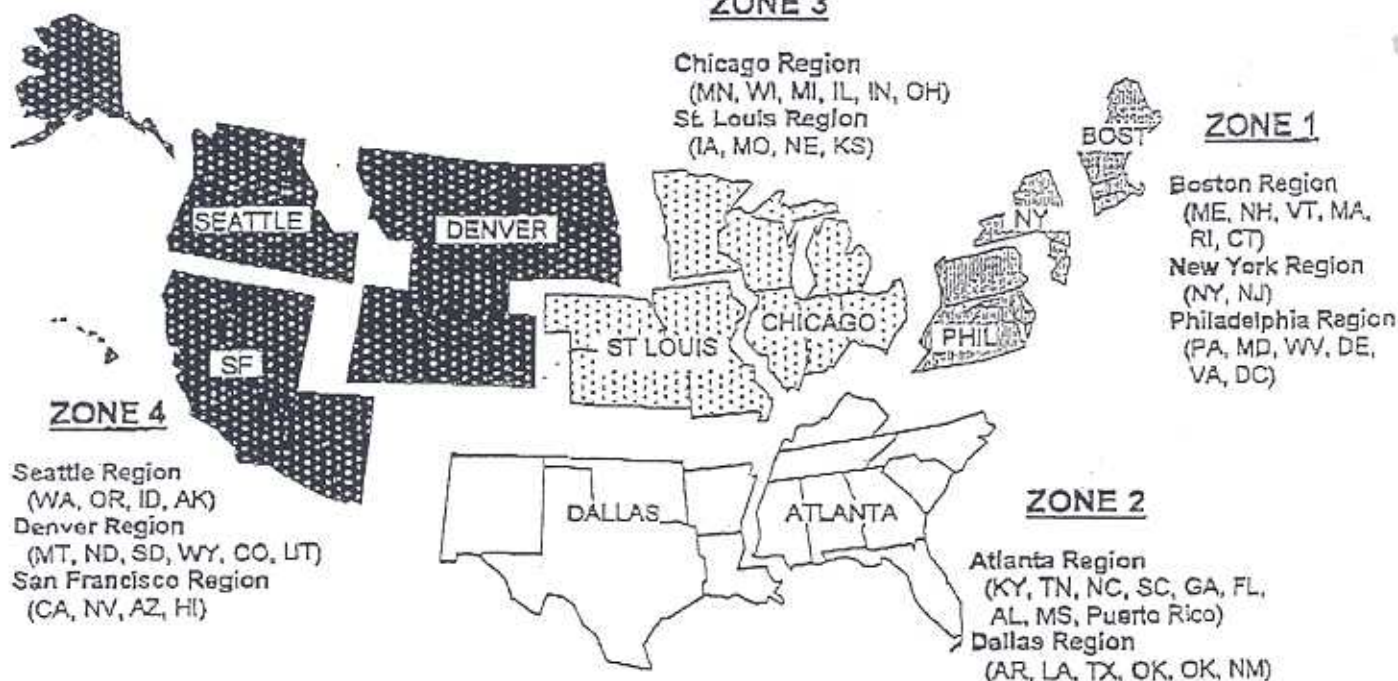 ZONE 3
Chicago Region
(MN, WI, MI, IL, IN, OH)
St. Louis Region
(IA, MO, NE, KS)
BOST
ZONE 1
Boston Region
(ME, NH, VT, MA,
RI, CT)
New York Region
(NY, NJ)
Philadelphia Region
(PA, MD, WV, DE,
VA, DC)
SEATTLE
DENVER
NY
SF
ST LOUIS
CHICAGO
PHIL
ZONE 4
Seattle Region
(WA, OR, ID, AK)
Denver Region
(MT, ND, SD, WY, CO, UT)
San Francisco Region
(CA, NV, AZ, HI)
DALLAS
ATLANTA
ZONE 2
Atlanta Region
(KY, TN, NC, SC, GA, FL,
AL, MS, Puerto Rico)
Dallas Region
(AR, LA, TX, OK, OK, NM)